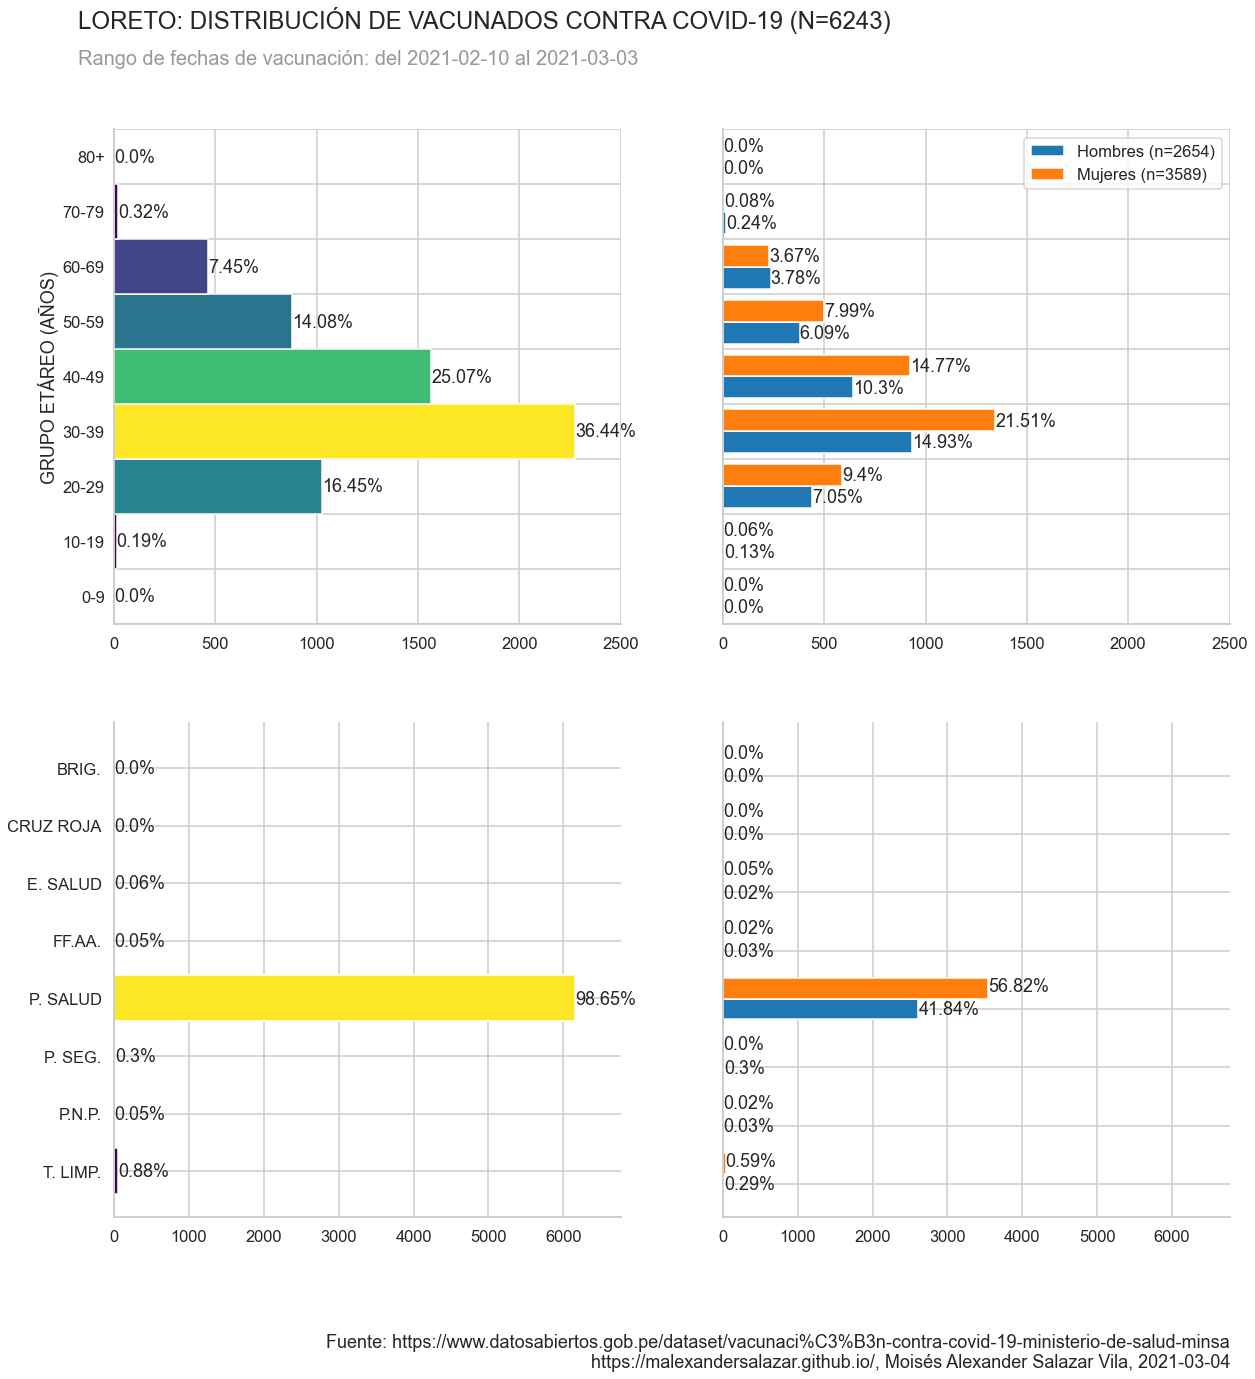 LORETO: DISTRIBUCIÓN DE VACUNADOS CONTRA COVID-19 (N=6243)
Rango de fechas de vacunación: del 2021-02-10 al 2021-03-03
GRUPO ETÁREO (AÑOS)
80+ 0.0%
70-79 0.32%
60-69 7.45%
50-59 14.08%
40-49 25.07%
30-39 36.44%
20-29 16.45%
10-19 0.19%
0-9 0.0%
0 500 1000 1500 2000 2500
Hombres (n=2654)
Mujeres (n=3589)
0.0%
0.0%
0.08%
0.24%
3.67%
3.78%
7.99%
6.09%
14.77%
10.3%
21.51%
14.93%
9.4%
7.05%
0.06%
0.13%
0.0%
0.0%
0 500 1000 1500 2000 2500
BRIG. 0.0%
CRUZ ROJA 0.0%
E. SALUD 0.06%
FF.AA. 0.05%
P. SALUD 98.65%
P. SEG. 0.3%
P.N.P. 0.05%
T. LIMP. 0.88%
0 1000 2000 3000 4000 5000 6000
0.0%
0.0%
0.0%
0.0%
0.05%
0.02%
0.02%
0.03%
56.82%
41.84%
0.0%
0.3%
0.02%
0.03%
0.59%
0.29%
0 1000 2000 3000 4000 5000 6000
Fuente: https://www.datosabiertos.gob.pe/dataset/vacunaci%C3%B3n-contra-covid-19-ministerio-de-salud-minsa
https://malexandersalazar.github.io/, Moisés Alexander Salazar Vila, 2021-03-04